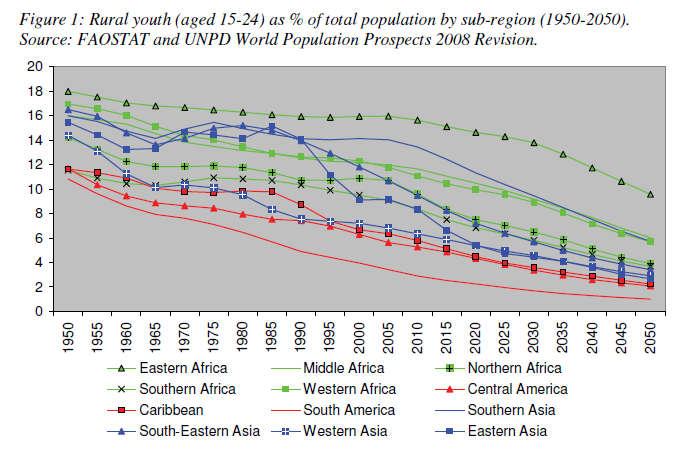 Figure 1: Rural youth (aged 15-24) as % of total population by sub-region (1950-2050).
Source: FAOSTAT and UNPD World Population Prospects 2008 Revision.
20
18
16
14
12
10
8
6
4
2
0
1950 1955 1960 1965 1970 1975 1980 1985 1990 1995 2000 2005 2010 2015 2020 2025 2030 2035 2040 2045 2050
Eastern Africa Middle Africa Northern Africa
Southern Africa Western Africa Central America
Caribbean South America Southern Asia
South-Eastern Asia Western Asia Eastern Asia